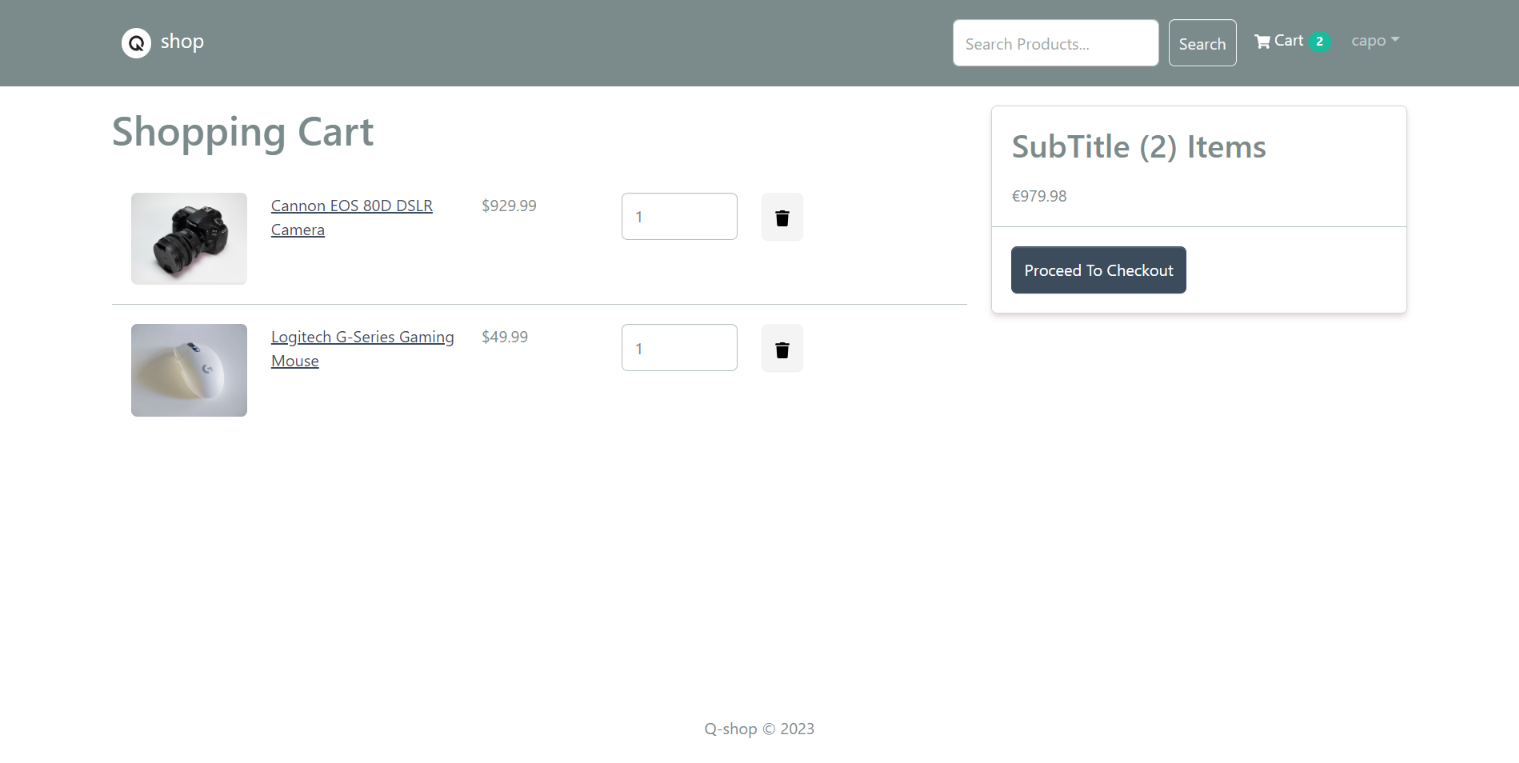 Q shop
Search Products...
Search
Cart 2
capo
Shopping Cart
Cannon EOS 80D DSLR
Camera
$929.99
1
Logitech G-Series Gaming
Mouse
$49.99
1
SubTitle (2) Items
€979.98
Proceed To Checkout
Q-shop © 2023